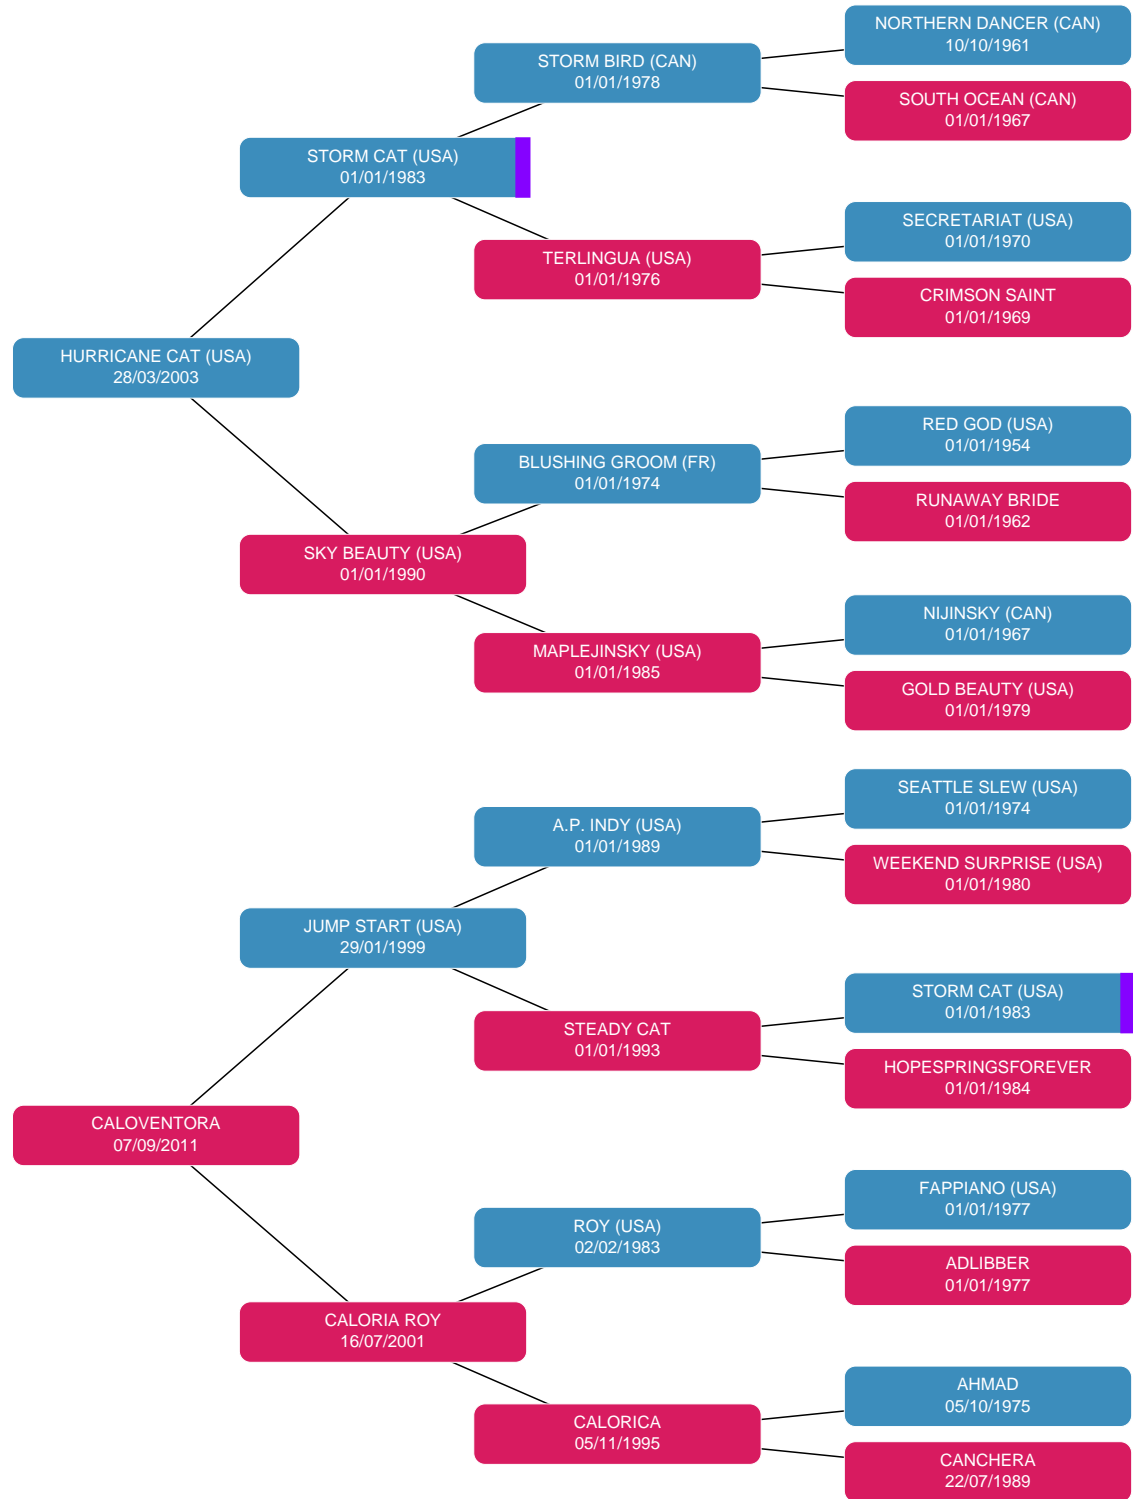 NORTHERN DANCER (CAN)
10/10/1961
STORM BIRD (CAN)
01/01/1978
SOUTH OCEAN (CAN)
01/01/1967
STORM CAT (USA)
01/01/1983
SECRETARIAT (USA)
01/01/1970
TERLINGUA (USA)
01/01/1976
CRIMSON SAINT
01/01/1969
HURRICANE CAT (USA)
28/03/2003
RED GOD (USA)
01/01/1954
BLUSHING GROOM (FR)
01/01/1974
RUNAWAY BRIDE
01/01/1962
SKY BEAUTY (USA)
01/01/1990
NIJINSKY (CAN)
01/01/1967
MAPLEJINSKY (USA)
01/01/1985
GOLD BEAUTY (USA)
01/01/1979
SEATTLE SLEW (USA)
01/01/1974
A.P. INDY (USA)
01/01/1989
WEEKEND SURPRISE (USA)
01/01/1980
JUMP START (USA)
29/01/1999
STORM CAT (USA)
01/01/1983
STEADY CAT
01/01/1993
HOPESPRINGSFOREVER
01/01/1984
CALOVENTORA
07/09/2011
FAPPIANO (USA)
01/01/1977
ROY (USA)
02/02/1983
ADLIBBER
01/01/1977
CALORIA ROY
16/07/2001
AHMAD
05/10/1975
CALORICA
05/11/1995
CANCHERA
22/07/1989